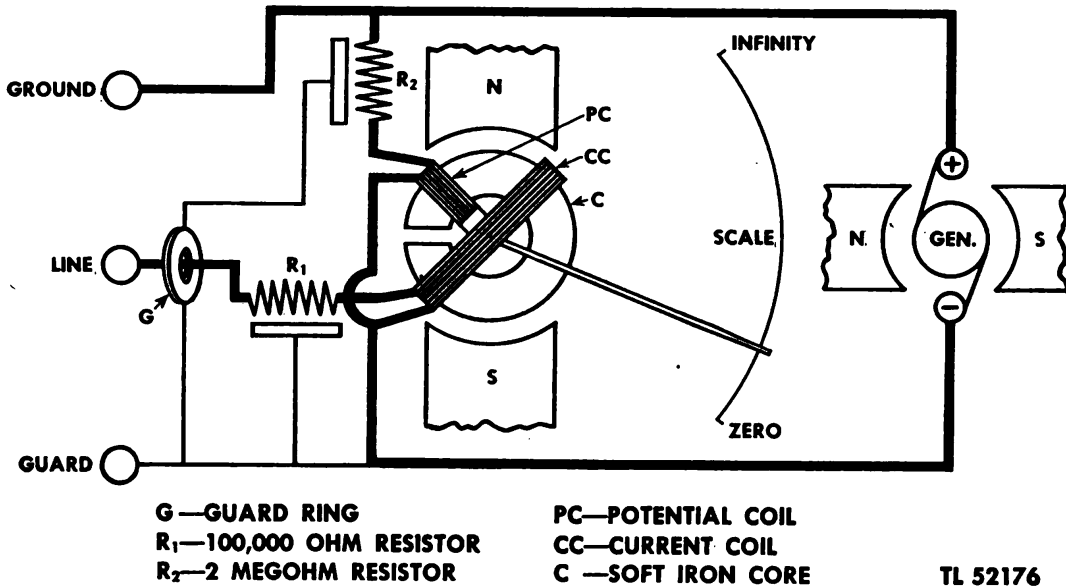 INFINITY
GROUND
R2
N
PC
CC
C
+
LINE
R1
G
SCALE
N
GEN.
S
−
S
ZERO
GUARD
G—GUARD RING
R1—100,000 OHM RESISTOR
R2—2 MEGOHM RESISTOR
PC—POTENTIAL COIL
CC—CURRENT COIL
C—SOFT IRON CORE
TL 52176